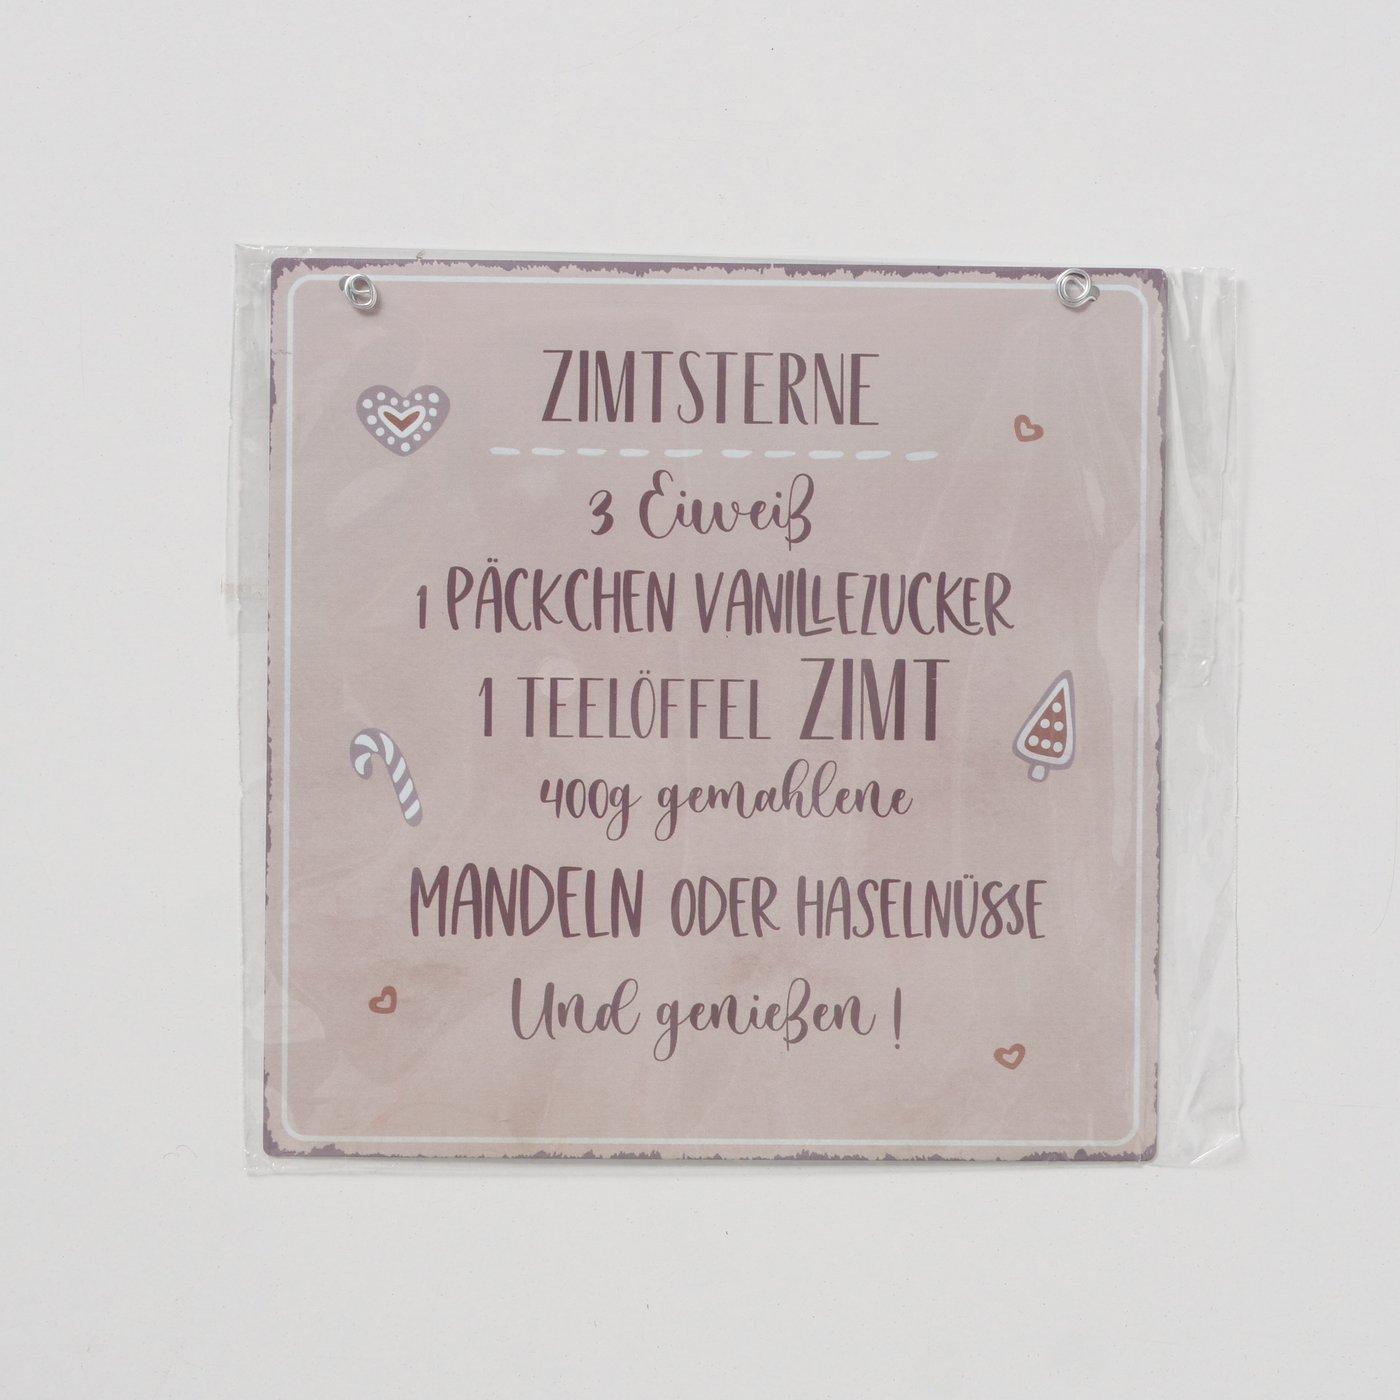 ZIMTSTERNE
3 Eiweiß
1 PÄCKCHEN VANILLEZUCKER
1 TEELÖFFEL ZIMT
400g gemahlene
MANDELN ODER HASELNÜSSE
Und genießen!